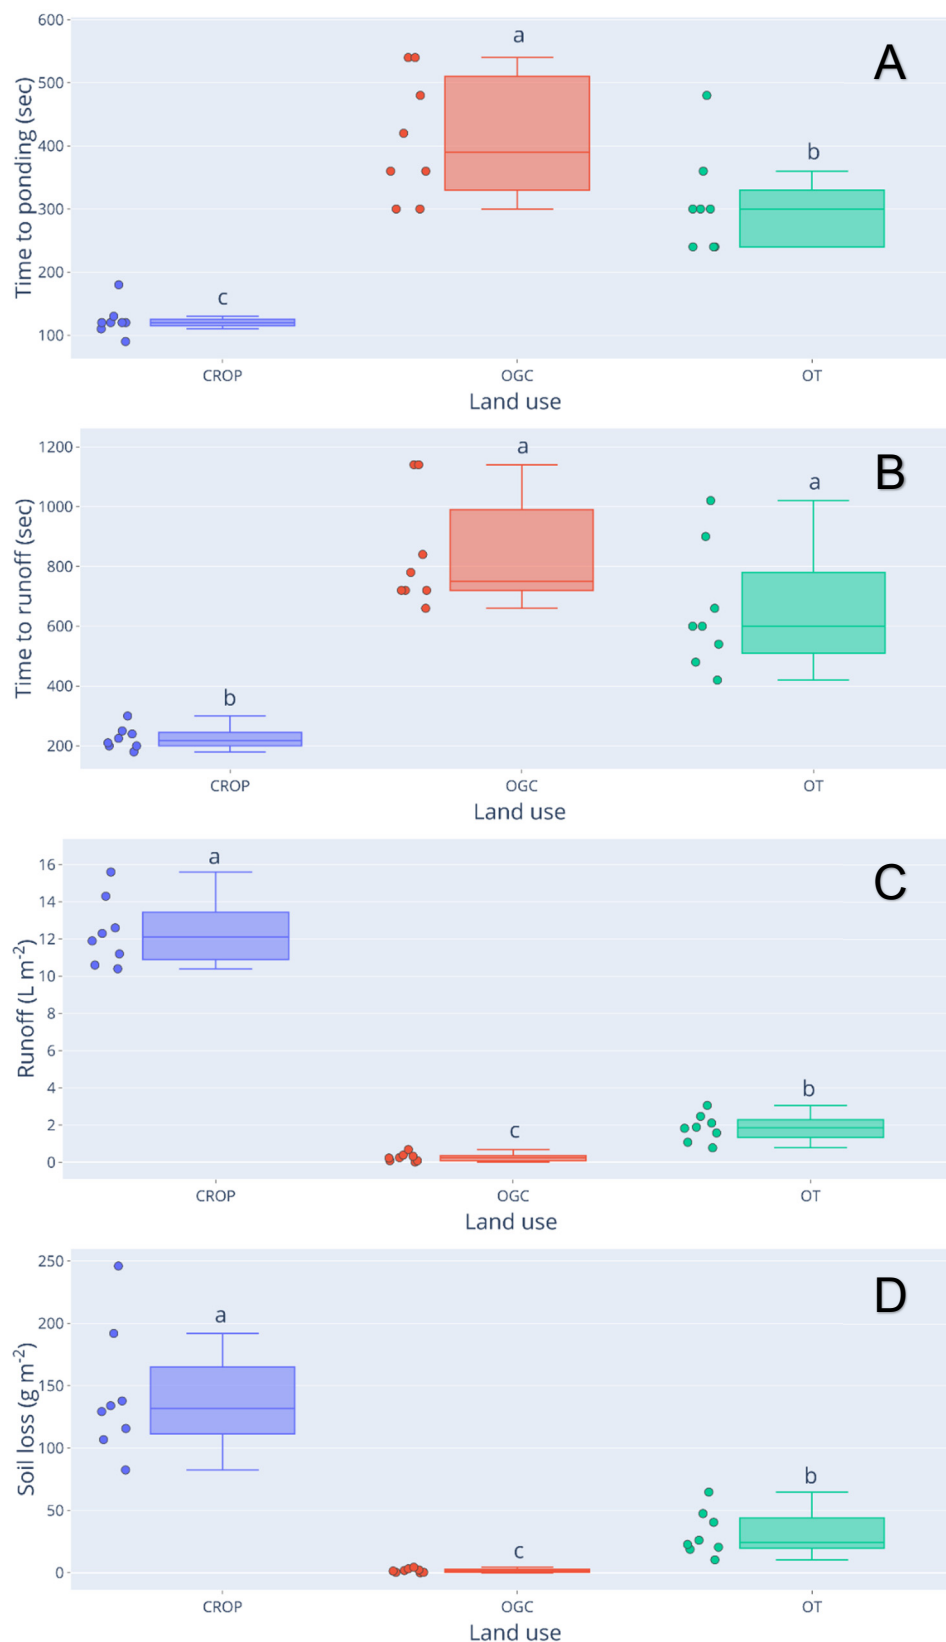 600
a
A
500
400
b
300
200
c
100
Time to ponding (sec)
CROP
OGC
OT
Land use
1200
a
B
1000
a
800
600
400
b
200
Time to runoff (sec)
CROP
OGC
OT
Land use
16
a
C
14
12
10
8
6
4
b
2
c
0
Runoff (L m⁻²)
CROP
OGC
OT
Land use
250
D
a
200
150
100
b
50
c
0
Soil loss (g m⁻²)
CROP
OGC
OT
Land use